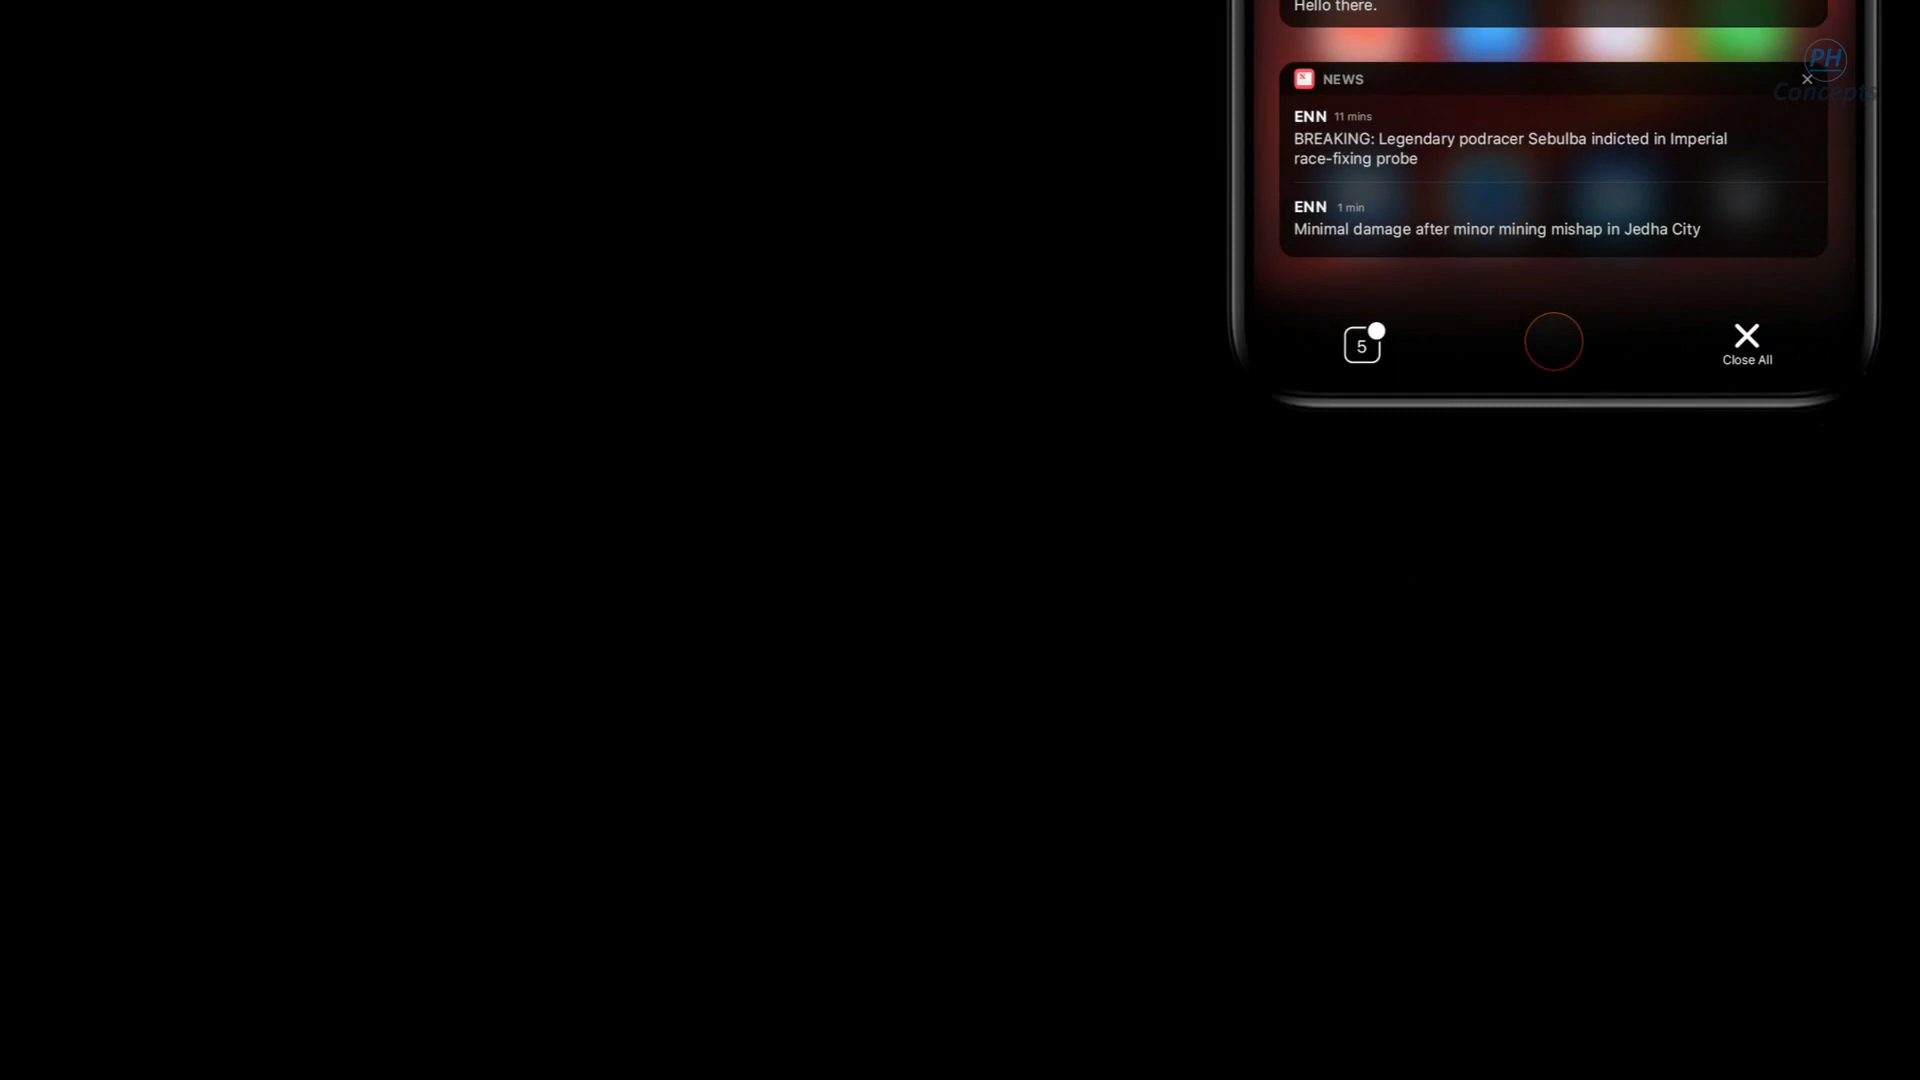 Hello there.
PH
Concepts
NEWS
ENN 11 mins
BREAKING: Legendary podracer Sebulba indicted in Imperial
race-fixing probe
ENN 1 min
Minimal damage after minor mining mishap in Jedha City
5
Close All